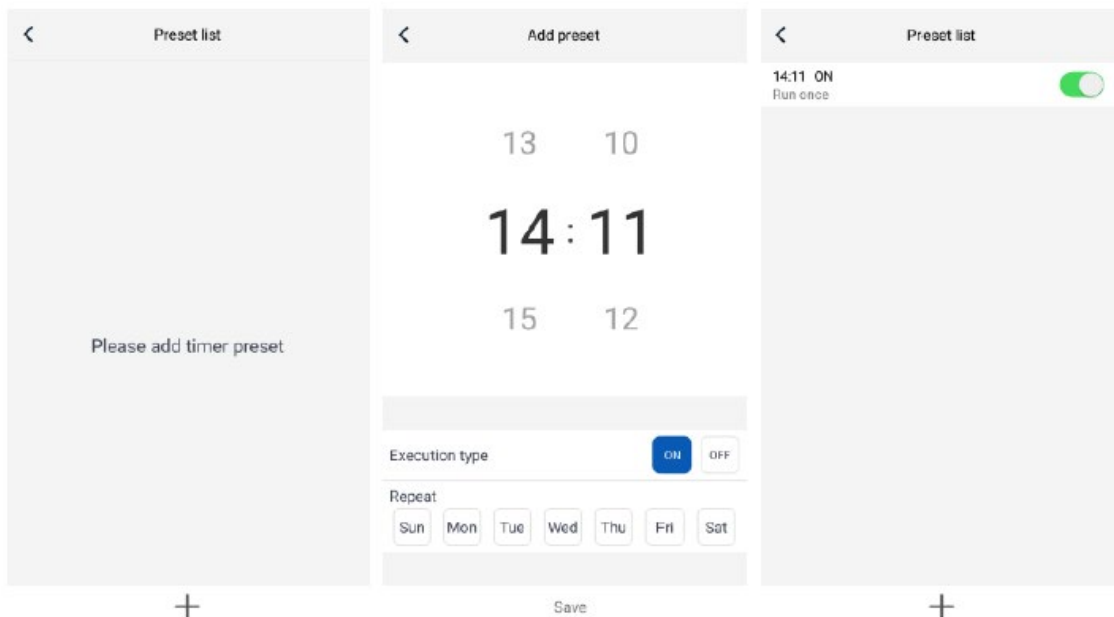 Preset list
Please add timer preset
Add preset
13 10
14 : 11
15 12
Execution type ON OFF
Repeat
Sun Mon Tue Wed Thu Fri Sat
Save
Preset list
14:11 ON
Run once